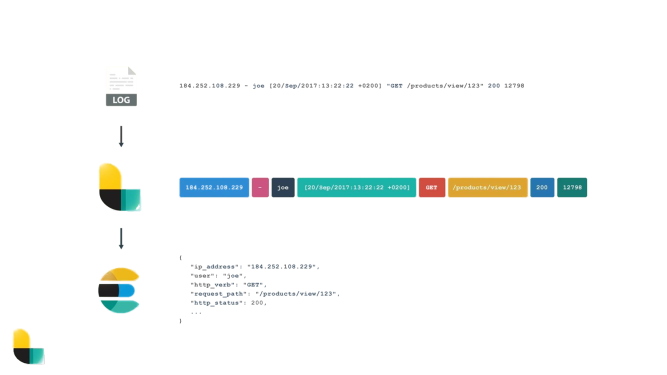 184.252.108.229 - joe [20/Sep/2017:13:22:22 +0200] "GET /products/view/123" 200 12798
LOG
184.252.108.229 - joe [20/Sep/2017:13:22:22 +0200] GET /products/view/123 200 12798
{
"ip_address": "184.252.108.229",
"user": "joe",
"http_verb": "GET",
"request_path": "/products/view/123",
"http_status": 200,
...
}